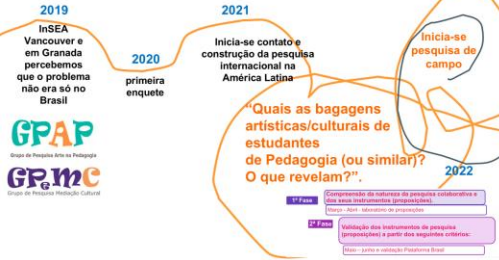 2019
InSEA
Vancouver e
em Granada
percebemos
que o problema
não era só no
Brasil
2020
primeira
enquete
2021
Inicia-se contato e
construção da pesquisa
internacional na
América Latina
Inicia-se
pesquisa de
campo
2022
"Quais as bagagens
artísticas/culturais de
estudantes
de Pedagogia (ou similar)?
O que revelam?".
GPAP
Grupo de Pesquisa Arte na Pedagogia
GPeMC
Grupo de Pesquisa Mediação Cultural
1ª Fase
Compreensão da natureza da pesquisa colaborativa e
dos seus instrumentos (proposições).
Março - Abril - laboratório de proposições
2ª Fase
Validação dos instrumentos de pesquisa
(proposições) a partir dos seguintes critérios:
Maio - junho e validação Plataforma Brasil